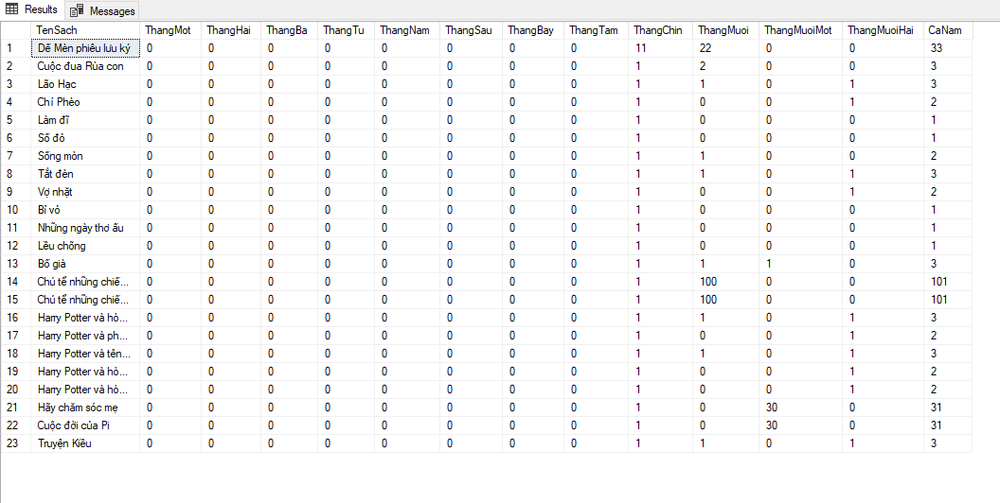 Results Messages
TenSach ThangMot ThangHai ThangBa ThangTu ThangNam ThangSau ThangBay ThangTam ThangChin ThangMuoi ThangMuoiMot ThangMuoiHai CaNam
1 Dế Mèn phiêu lưu ký 0 0 0 0 0 0 0 0 11 22 0 0 33
2 Cuộc đua Rùa con 0 0 0 0 0 0 0 0 1 2 0 0 3
3 Lão Hạc 0 0 0 0 0 0 0 0 1 1 0 1 3
4 Chí Phèo 0 0 0 0 0 0 0 0 1 0 0 1 2
5 Làm đĩ 0 0 0 0 0 0 0 0 1 0 0 0 1
6 Số đỏ 0 0 0 0 0 0 0 0 1 0 0 0 1
7 Sống mòn 0 0 0 0 0 0 0 0 1 1 0 0 2
8 Tắt đèn 0 0 0 0 0 0 0 0 1 1 0 1 3
9 Vợ nhặt 0 0 0 0 0 0 0 0 1 0 0 1 2
10 Bỉ vỏ 0 0 0 0 0 0 0 0 1 0 0 0 1
11 Những ngày thơ ấu 0 0 0 0 0 0 0 0 1 0 0 0 1
12 Lều chõng 0 0 0 0 0 0 0 0 1 0 0 0 1
13 Bố già 0 0 0 0 0 0 0 0 1 1 1 0 3
14 Chú tể những chiế... 0 0 0 0 0 0 0 0 1 100 0 0 101
15 Chú tể những chiế... 0 0 0 0 0 0 0 0 1 100 0 0 101
16 Harry Potter và hò... 0 0 0 0 0 0 0 0 1 1 0 1 3
17 Harry Potter và ph... 0 0 0 0 0 0 0 0 1 0 0 1 2
18 Harry Potter và tên... 0 0 0 0 0 0 0 0 1 1 0 1 3
19 Harry Potter và hò... 0 0 0 0 0 0 0 0 1 0 0 1 2
20 Harry Potter và hò... 0 0 0 0 0 0 0 0 1 0 0 1 2
21 Hãy chăm sóc mẹ 0 0 0 0 0 0 0 0 1 0 30 0 31
22 Cuộc đời của Pi 0 0 0 0 0 0 0 0 1 0 30 0 31
23 Truyện Kiều 0 0 0 0 0 0 0 0 1 1 0 1 3